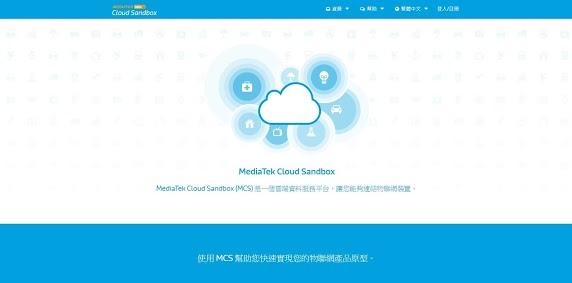 MEDIATEK labs
Cloud Sandbox
資源
幫助
繁體中文
登入/註冊
MediaTek Cloud Sandbox
MediaTek Cloud Sandbox (MCS) 是一個雲端資料服務平台，讓您能夠連結物聯網裝置。
使用 MCS 幫助您快速實現您的物聯網產品原型。